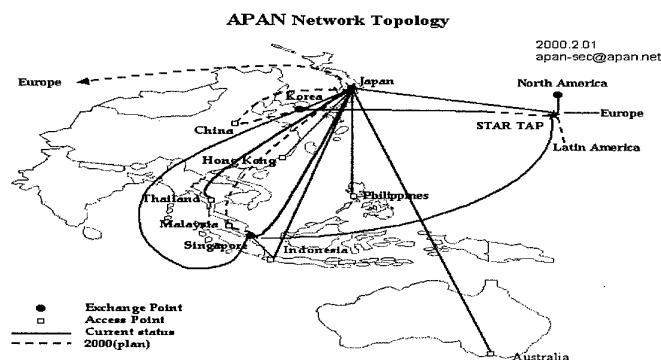 APAN Network Topology
2000.2.01
apan-sec@apan.net
Europe
Japan
North America
Korea
Europe
China
STAR TAP
Latin America
Hong Kong
Thailand
Philippines
Malaysia
Singapore
Indonesia
Exchange Point
Access Point
Current status
2000(plan)
Australia